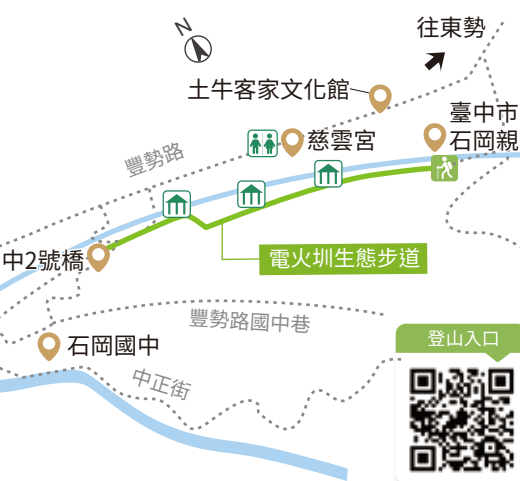 N
往東勢
土牛客家文化館
臺中市
石岡親
慈雲宮
豐勢路
中2號橋
電火圳生態步道
豐勢路國中巷
石岡國中
中正街
登山入口